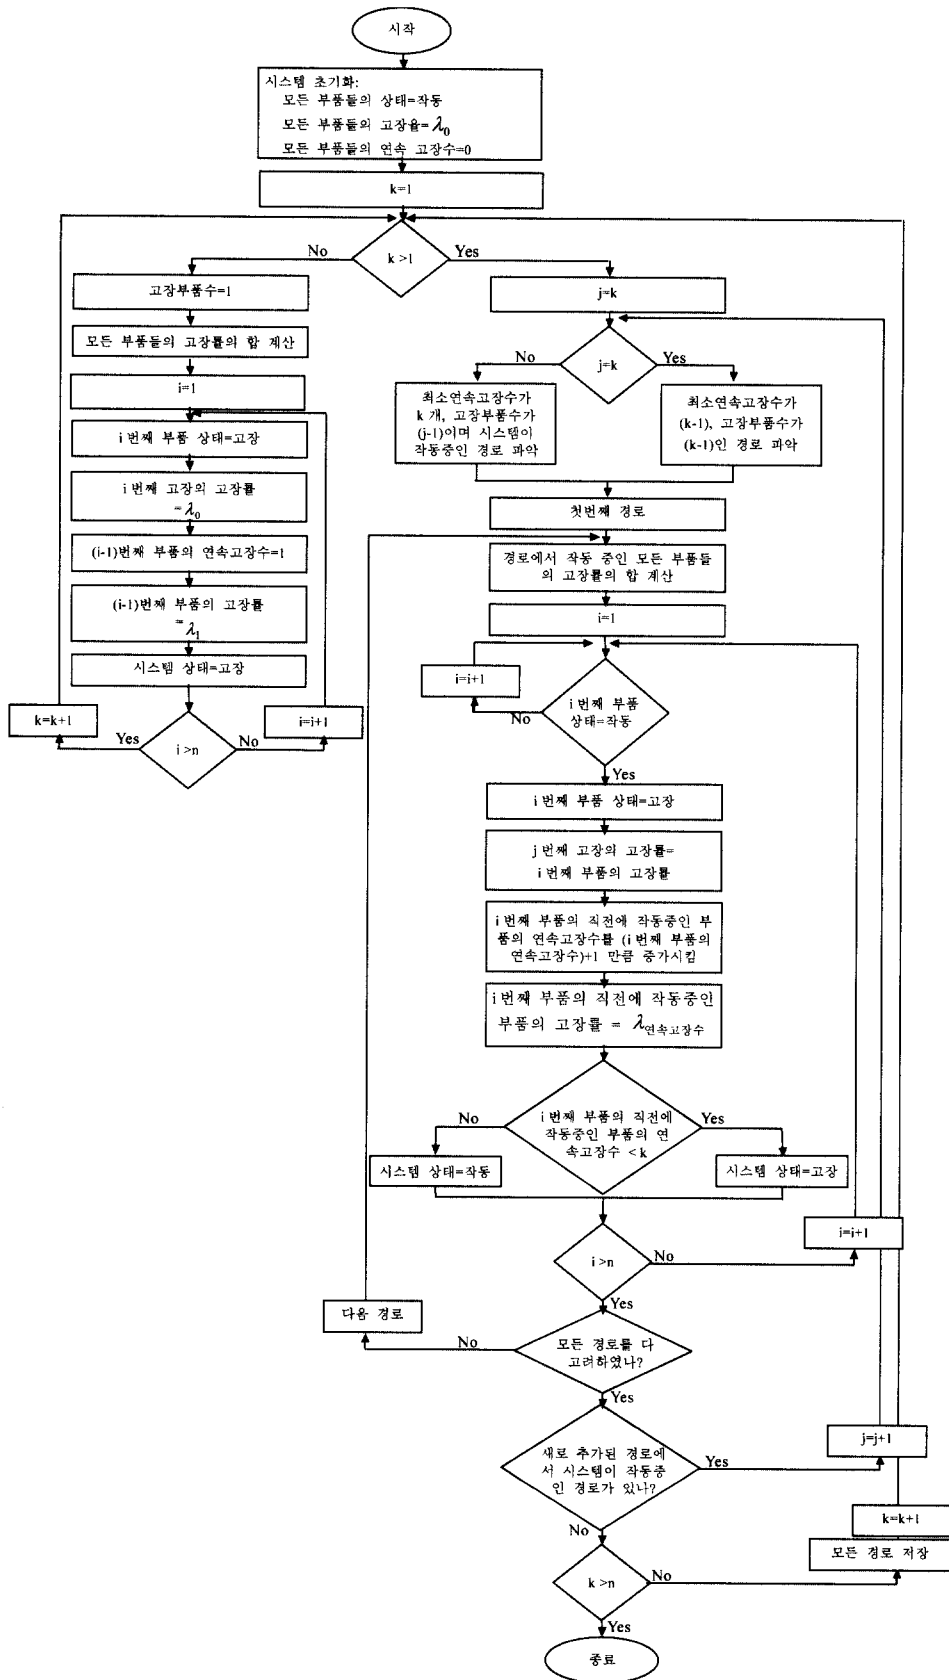 시작
시스템 초기화:
모든 부품들의 상태=작동
모든 부품들의 고장율=λ0
모든 부품들의 연속 고장수=0
k=1
k >1
No
Yes
고장부품수=1
모든 부품들의 고장률의 합 계산
i=1
i 번째 부품 상태=고장
i 번째 고장의 고장률
= λ0
(i-1)번째 부품의 연속고장수=1
(i-1)번째 부품의 고장률
= λ1
시스템 상태=고장
k=k+1
Yes
i >n
No
i=i+1
j=k
j=k
No
Yes
최소연속고장수가
k 개, 고장부품수가
(j-1)이며 시스템이
작동중인 경로 파악
최소연속고장수가
(k-1), 고장부품수가
(k-1)인 경로 파악
첫번째 경로
경로에서 작동 중인 모든 부품들
의 고장률의 합 계산
i=1
i=i+1
No
i 번째 부품
상태=작동
Yes
i 번째 부품 상태=고장
j 번째 고장의 고장률=
i 번째 부품의 고장률
i 번째 부품의 직전에 작동중인 부
품의 연속고장수를 (i 번째 부품의
연속고장수)+1 만큼 증가시킴
i 번째 부품의 직전에 작동중인
부품의 고장률 = λ연속고장수
No
i 번째 부품의 직전에
작동중인 부품의 연
속고장수 < k
Yes
시스템 상태=작동
시스템 상태=고장
i >n
No
i=i+1
Yes
다음 경로
No
모든 경로를 다
고려하였나?
Yes
새로 추가된 경로에
서 시스템이 작동중
인 경로가 있나?
Yes
j=j+1
No
k=k+1
모든 경로 저장
k >n
No
Yes
종료